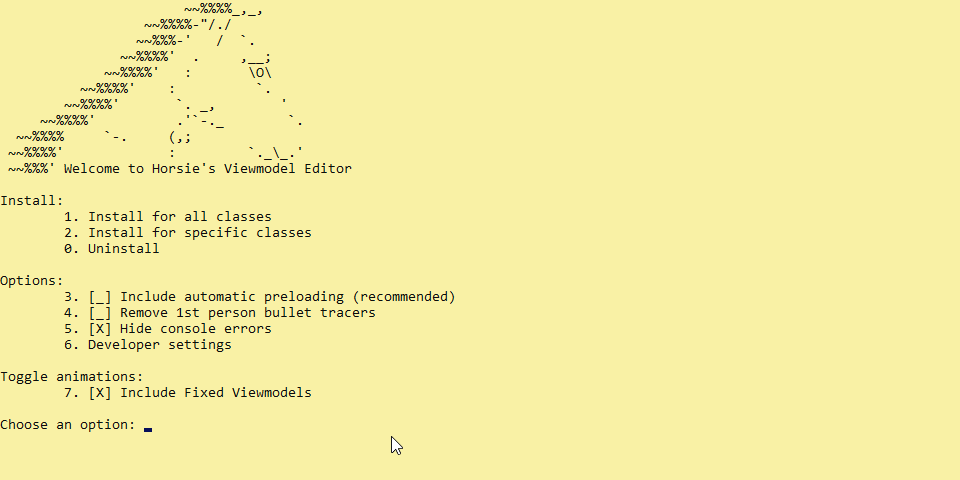 ~~%%%%_,_,
~~%%%%-"/./
~~%%%-'   /  `.
~~%%%%'  .     ,__;
~~%%%%'   :       \O\
~~%%%%'    :          `.
~~%%%%'       `. _,        '
~~%%%%'          .'`-._        `.
~~%%%%     `-.     (,;
~~%%%%'             :         `._\_.'
~~%%%' Welcome to Horsie's Viewmodel Editor
Install:
1. Install for all classes
2. Install for specific classes
0. Uninstall
Options:
3. [_] Include automatic preloading (recommended)
4. [_] Remove 1st person bullet tracers
5. [X] Hide console errors
6. Developer settings
Toggle animations:
7. [X] Include Fixed Viewmodels
Choose an option: _